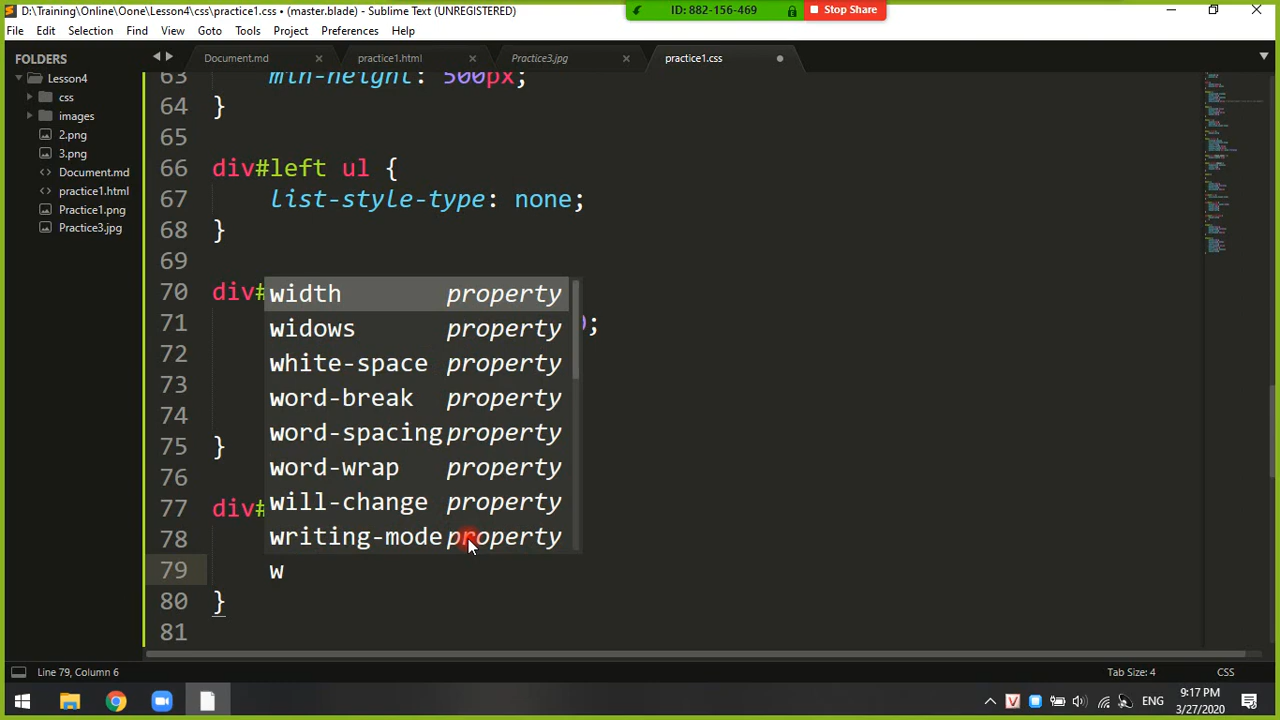 D:\Training\Online\Oone\Lesson4\css\practice1.css • (master.blade) - Sublime Text (UNREGISTERED)
ID: 882-156-469
Stop Share
File Edit Selection Find View Goto Tools Project Preferences Help
FOLDERS
Lesson4
css
images
2.png
3.png
Document.md
practice1.html
Practice1.png
Practice3.jpg
Document.md
practice1.html
Practice3.jpg
practice1.css
63 min-height: 500px;
64 }
65
66 div#left ul {
67 list-style-type: none;
68 }
69
70 div#
71 );
72
73
74
75 }
76
77 div#
78
79 w
80 }
81
width property
widows property
white-space property
word-break property
word-spacing property
word-wrap property
will-change property
writing-mode property
Line 79, Column 6
Tab Size: 4
CSS
ENG
9:17 PM
3/27/2020